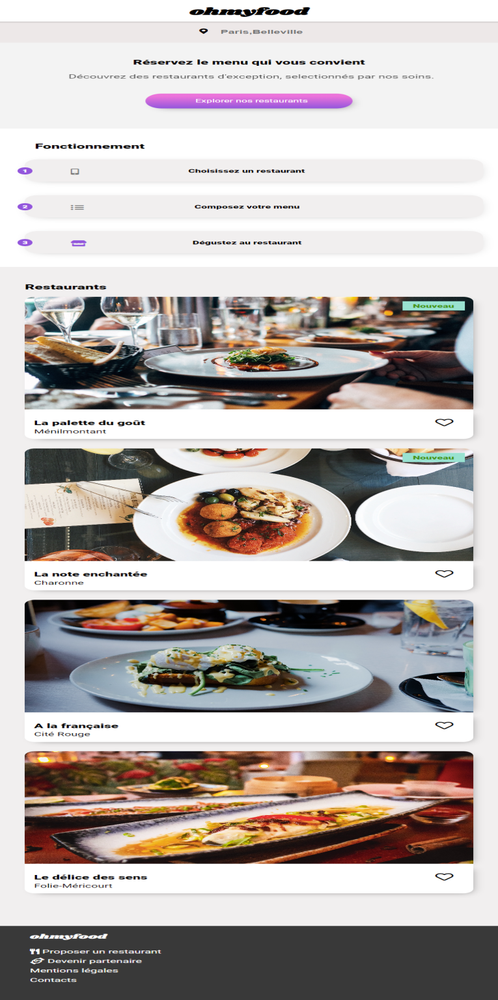 ohmyfood
Paris,Belleville
Réservez le menu qui vous convient
Découvrez des restaurants d'exception, selectionnés par nos soins.
Explorer nos restaurants
Fonctionnement
1 Choisissez un restaurant
2 Composez votre menu
3 Dégustez au restaurant
Restaurants
Nouveau
La palette du goût
Ménilmontant
Nouveau
La note enchantée
Charonne
A la française
Cité Rouge
Le délice des sens
Folie-Méricourt
ohmyfood
Proposer un restaurant
Devenir partenaire
Mentions légales
Contacts